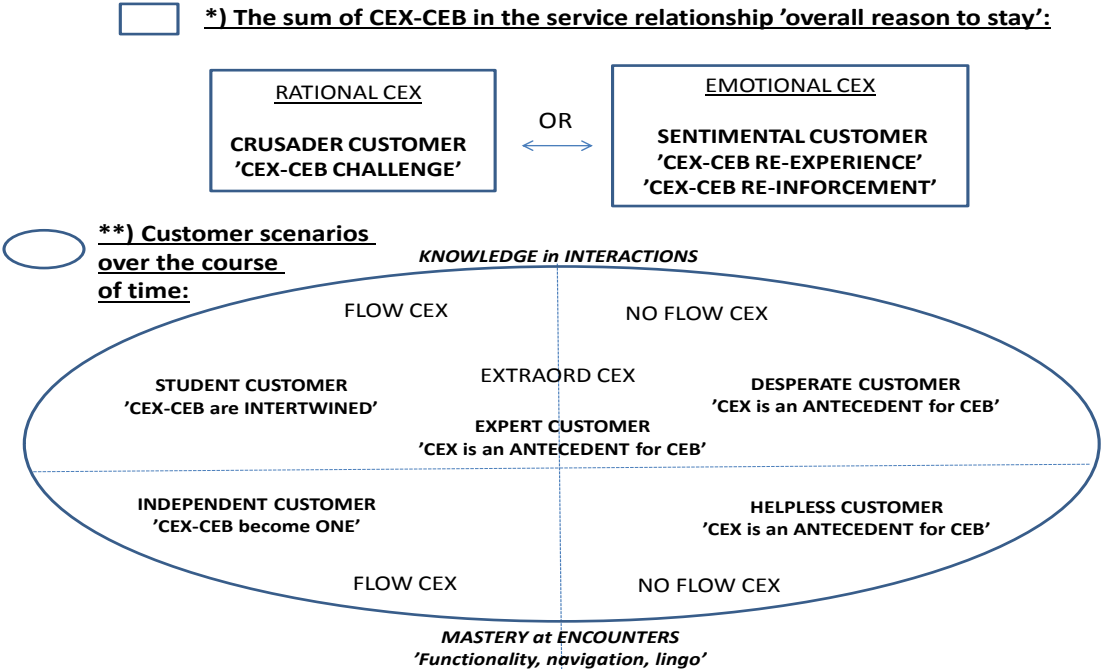 *) The sum of CEX-CEB in the service relationship ’overall reason to stay’:
RATIONAL CEX
CRUSADER CUSTOMER
’CEX-CEB CHALLENGE’
OR
EMOTIONAL CEX
SENTIMENTAL CUSTOMER
’CEX-CEB RE-EXPERIENCE’
’CEX-CEB RE-INFORCEMENT’
**) Customer scenarios
over the course
of time:
KNOWLEDGE in INTERACTIONS
FLOW CEX
NO FLOW CEX
STUDENT CUSTOMER
’CEX-CEB are INTERTWINED’
EXTRAORD CEX
EXPERT CUSTOMER
’CEX is an ANTECEDENT for CEB’
DESPERATE CUSTOMER
’CEX is an ANTECEDENT for CEB’
INDEPENDENT CUSTOMER
’CEX-CEB become ONE’
HELPLESS CUSTOMER
’CEX is an ANTECEDENT for CEB’
FLOW CEX
NO FLOW CEX
MASTERY at ENCOUNTERS
’Functionality, navigation, lingo’